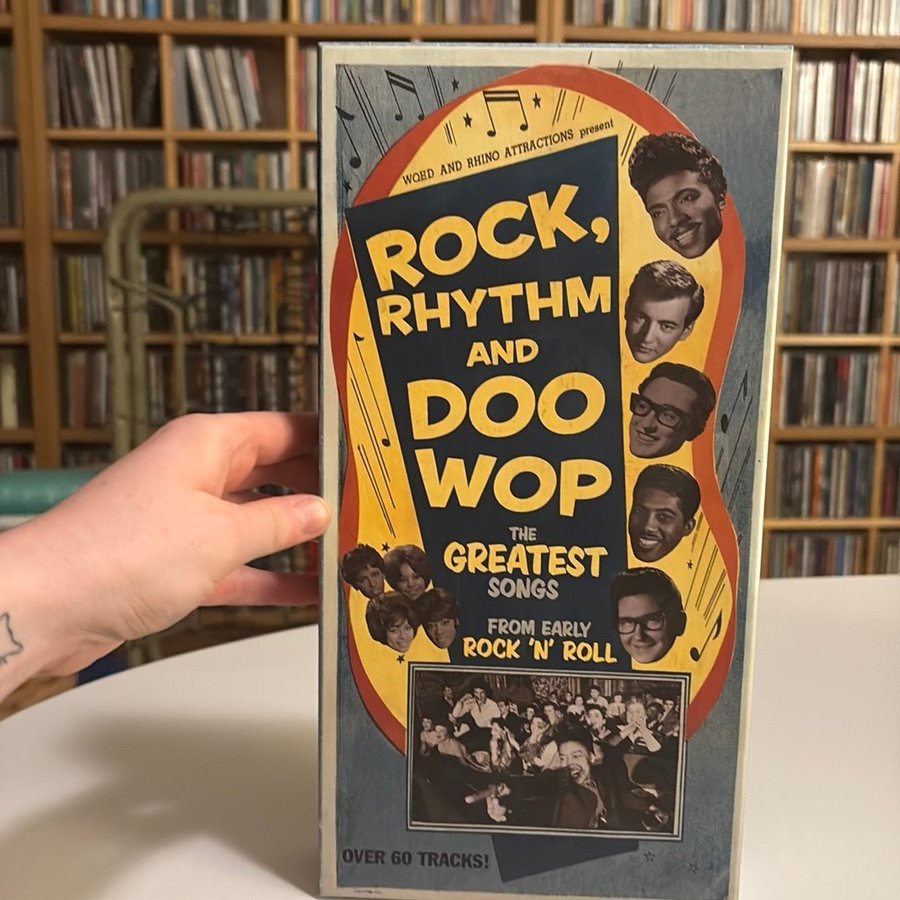 WQED AND RHINO ATTRACTIONS present
ROCK,
RHYTHM
AND
DOO
WOP
THE
GREATEST
SONGS
FROM EARLY
ROCK 'N' ROLL
OVER 60 TRACKS!